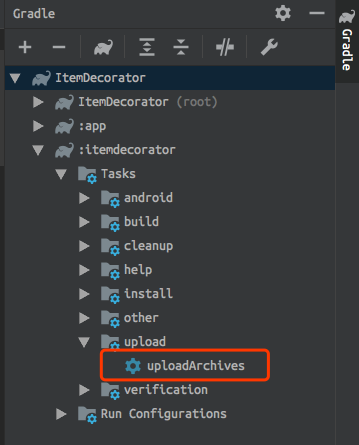 Gradle
Gradle
ItemDecorator
ItemDecorator (root)
:app
:itemdecorator
Tasks
android
build
cleanup
help
install
other
upload
uploadArchives
verification
Run Configurations